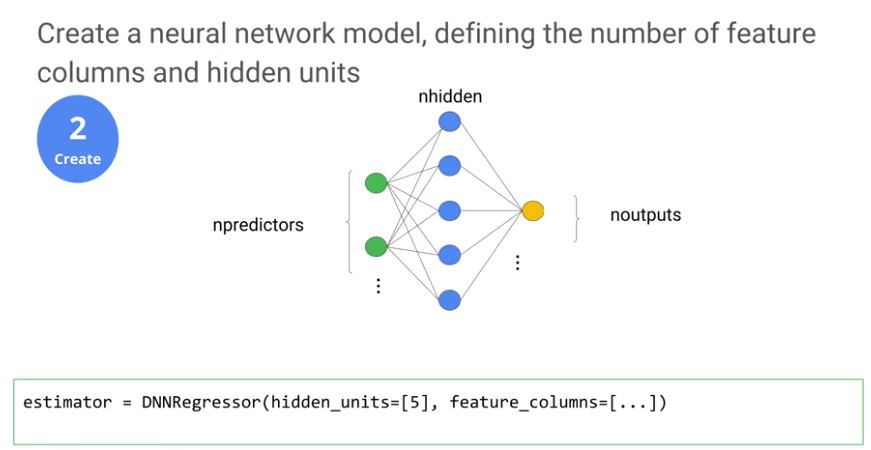 Create a neural network model, defining the number of feature
columns and hidden units
2
Create
nhidden
npredictors
noutputs
estimator = DNNRegressor(hidden_units=[5], feature_columns=[...])